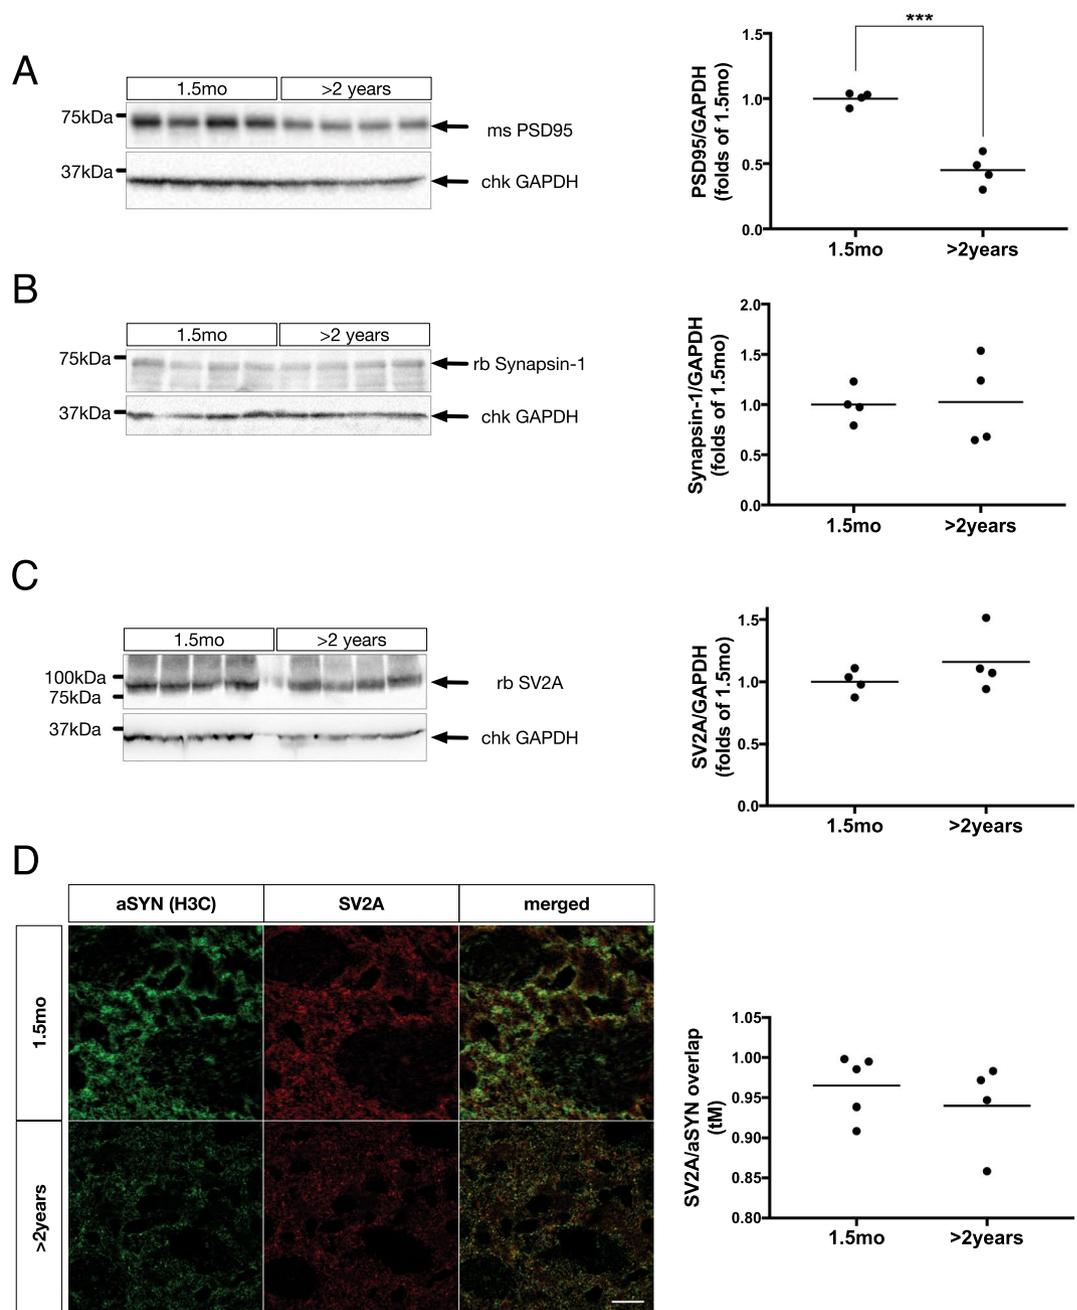 A
1.5mo >2 years
75kDa
ms PSD95
37kDa
chk GAPDH
***
PSD95/GAPDH
(folds of 1.5mo)
1.5
1.0
0.5
0.0
1.5mo >2years
B
1.5mo >2 years
75kDa
rb Synapsin-1
37kDa
chk GAPDH
Synapsin-1/GAPDH
(folds of 1.5mo)
2.0
1.5
1.0
0.5
0.0
1.5mo >2years
C
1.5mo >2 years
100kDa
75kDa
rb SV2A
37kDa
chk GAPDH
SV2A/GAPDH
(folds of 1.5mo)
1.5
1.0
0.5
0.0
1.5mo >2years
D
aSYN (H3C) SV2A merged
1.5mo
>2years
SV2A/aSYN overlap
(tM)
1.05
1.00
0.95
0.90
0.85
0.80
1.5mo >2years